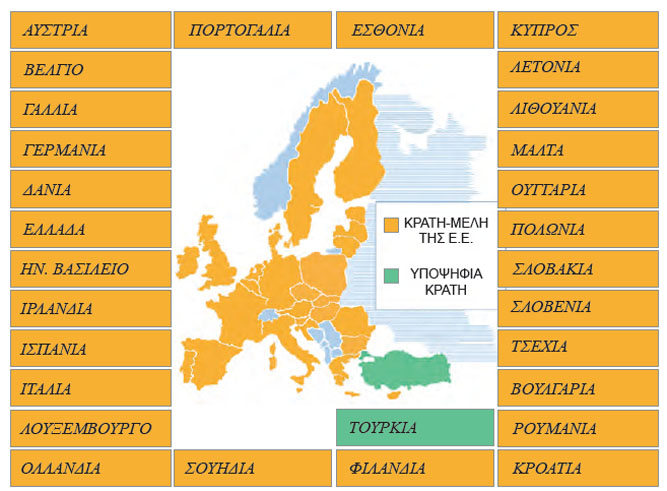 ΑΥΣΤΡΙΑ
ΠΟΡΤΟΓΑΛΙΑ
ΕΣΘΟΝΙΑ
ΚΥΠΡΟΣ
ΒΕΛΓΙΟ
ΛΕΤΟΝΙΑ
ΓΑΛΛΙΑ
ΛΙΘΟΥΑΝΙΑ
ΓΕΡΜΑΝΙΑ
ΜΑΛΤΑ
ΔΑΝΙΑ
ΟΥΓΓΑΡΙΑ
ΕΛΛΑΔΑ
ΚΡΑΤΗ-ΜΕΛΗ
ΤΗΣ Ε.Ε.
ΠΟΛΩΝΙΑ
ΗΝ. ΒΑΣΙΛΕΙΟ
ΥΠΟΨΗΦΙΑ
ΚΡΑΤΗ
ΣΛΟΒΑΚΙΑ
ΙΡΛΑΝΔΙΑ
ΣΛΟΒΕΝΙΑ
ΙΣΠΑΝΙΑ
ΤΣΕΧΙΑ
ΙΤΑΛΙΑ
ΒΟΥΛΓΑΡΙΑ
ΛΟΥΞΕΜΒΟΥΡΓΟ
ΤΟΥΡΚΙΑ
ΡΟΥΜΑΝΙΑ
ΟΛΛΑΝΔΙΑ
ΣΟΥΗΔΙΑ
ΦΙΛΑΝΔΙΑ
ΚΡΟΑΤΙΑ